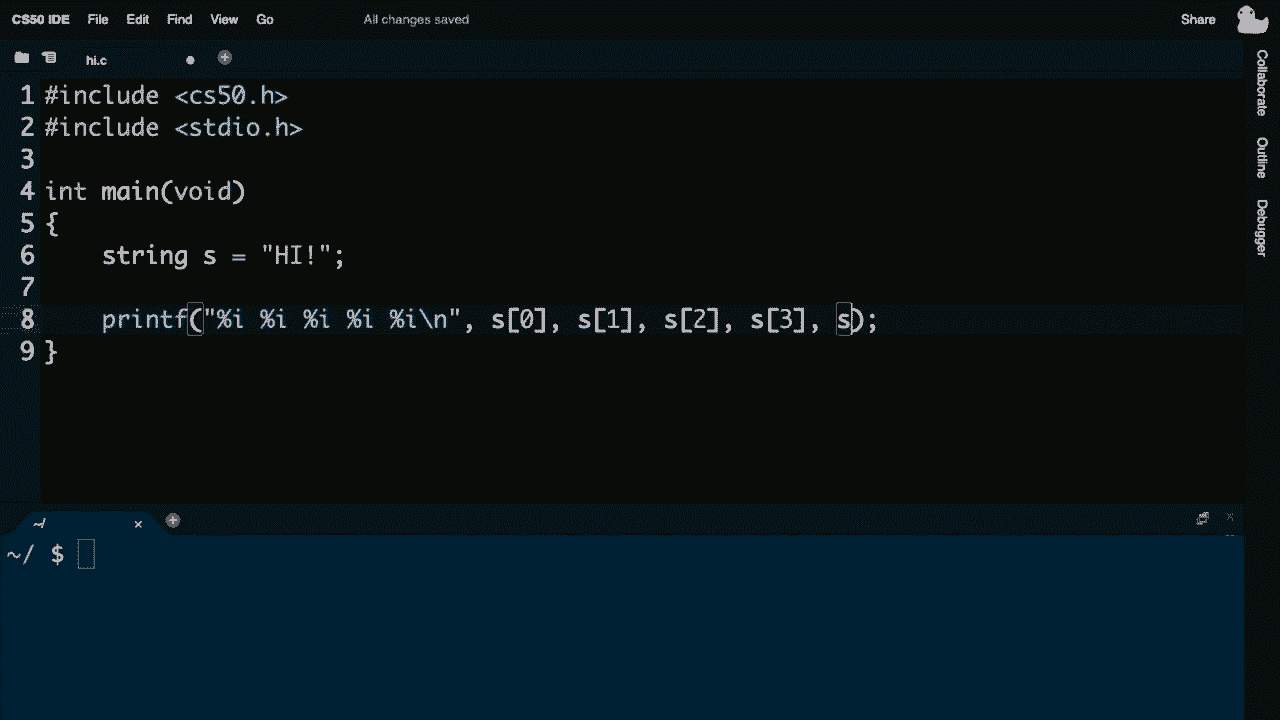 CS50 IDE File Edit Find View Go All changes saved Share
hi.c
1 #include <cs50.h>
2 #include <stdio.h>
3
4 int main(void)
5 {
6     string s = "HI!";
7
8     printf("%i %i %i %i %i\n", s[0], s[1], s[2], s[3], s);
9 }
Collaborate
Outline
Debugger
~/
~/ $